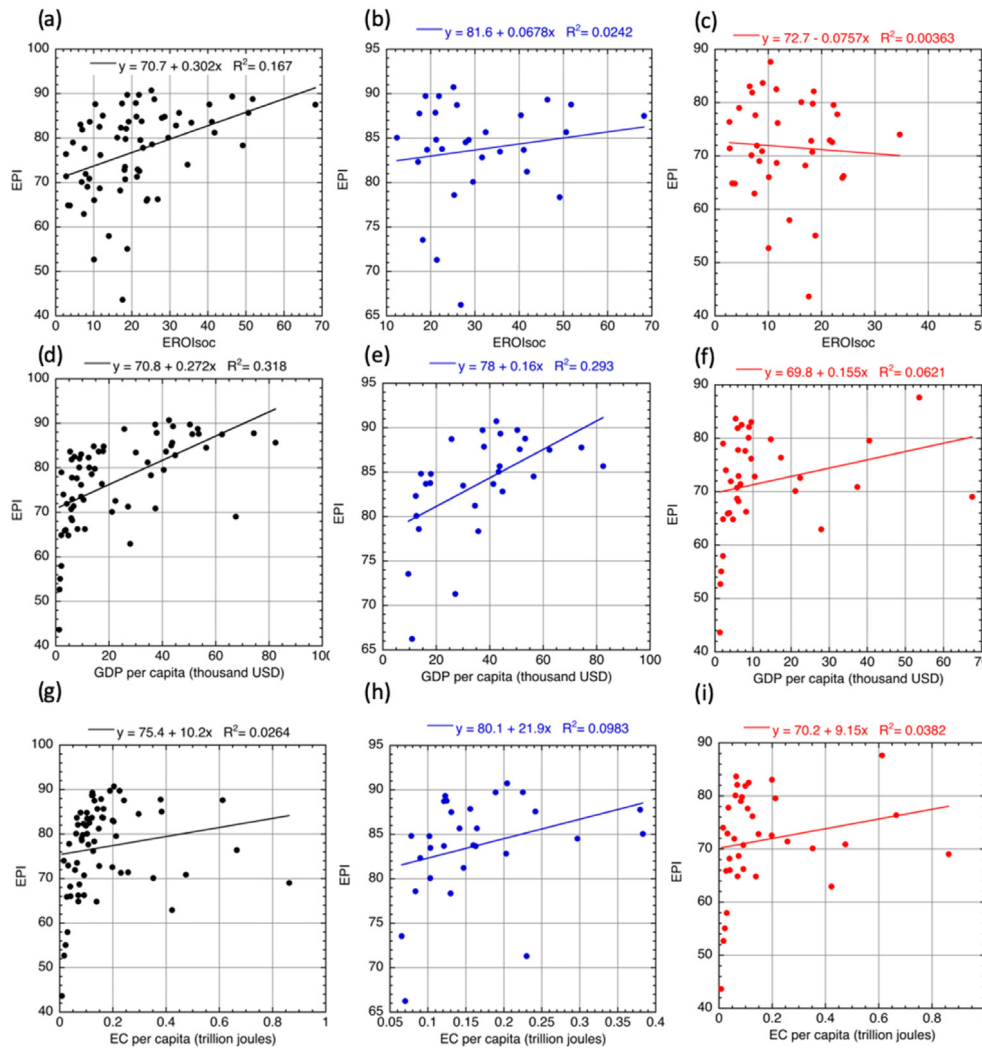 (a)
(b)
(c)
y = 70.7 + 0.302x R²= 0.167
y = 81.6 + 0.0678x R²= 0.0242
y = 72.7 - 0.0757x R²= 0.00363
100
90
80
70
60
50
40
EPI
0 10 20 30 40 50 60 70
EROIsoc
95
90
85
80
75
70
65
EPI
10 20 30 40 50 60 70
EROIsoc
90
80
70
60
50
40
EPI
0 10 20 30 40 50
EROIsoc
(d)
(e)
(f)
y = 70.8 + 0.272x R²= 0.318
y = 78 + 0.16x R²= 0.293
y = 69.8 + 0.155x R²= 0.0621
100
90
80
70
60
50
40
EPI
0 20 40 60 80 100
GDP per capita (thousand USD)
95
90
85
80
75
70
65
EPI
0 20 40 60 80 100
GDP per capita (thousand USD)
90
80
70
60
50
40
EPI
0 10 20 30 40 50 60 70
GDP per capita (thousand USD)
(g)
(h)
(i)
y = 75.4 + 10.2x R²= 0.0264
y = 80.1 + 21.9x R²= 0.0983
y = 70.2 + 9.15x R²= 0.0382
100
90
80
70
60
50
40
EPI
0 0.2 0.4 0.6 0.8 1
EC per capita (trillion joules)
95
90
85
80
75
70
65
EPI
0.05 0.1 0.15 0.2 0.25 0.3 0.35 0.4
EC per capita (trillion joules)
90
80
70
60
50
40
EPI
0 0.2 0.4 0.6 0.8 1
EC per capita (trillion joules)